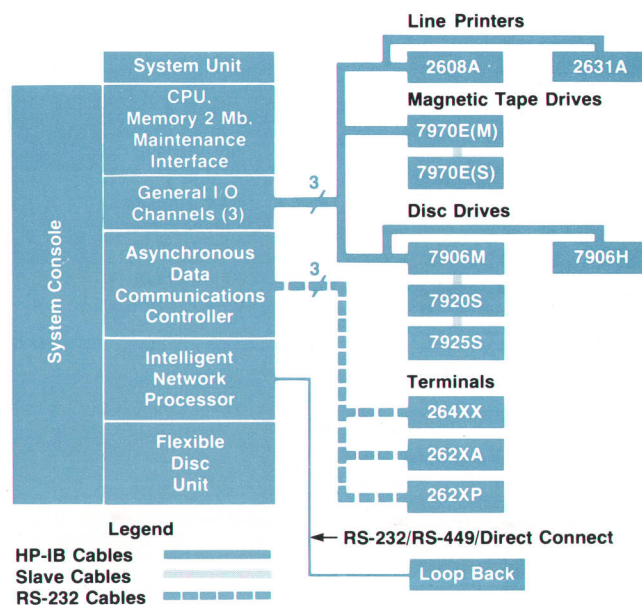 Line Printers
System Unit
2608A
2631A
CPU.
Memory 2 Mb.
Maintenance
Interface
Magnetic Tape Drives
7970E(M)
7970E(S)
General I O
Channels (3)
3
Disc Drives
7906M
7906H
7920S
7925S
System Console
Asynchronous
Data
Communications
Controller
3
Intelligent
Network
Processor
Terminals
264XX
262XA
262XP
Flexible
Disc
Unit
Legend
HP-IB Cables
Slave Cables
RS-232 Cables
RS-232/RS-449/Direct Connect
Loop Back